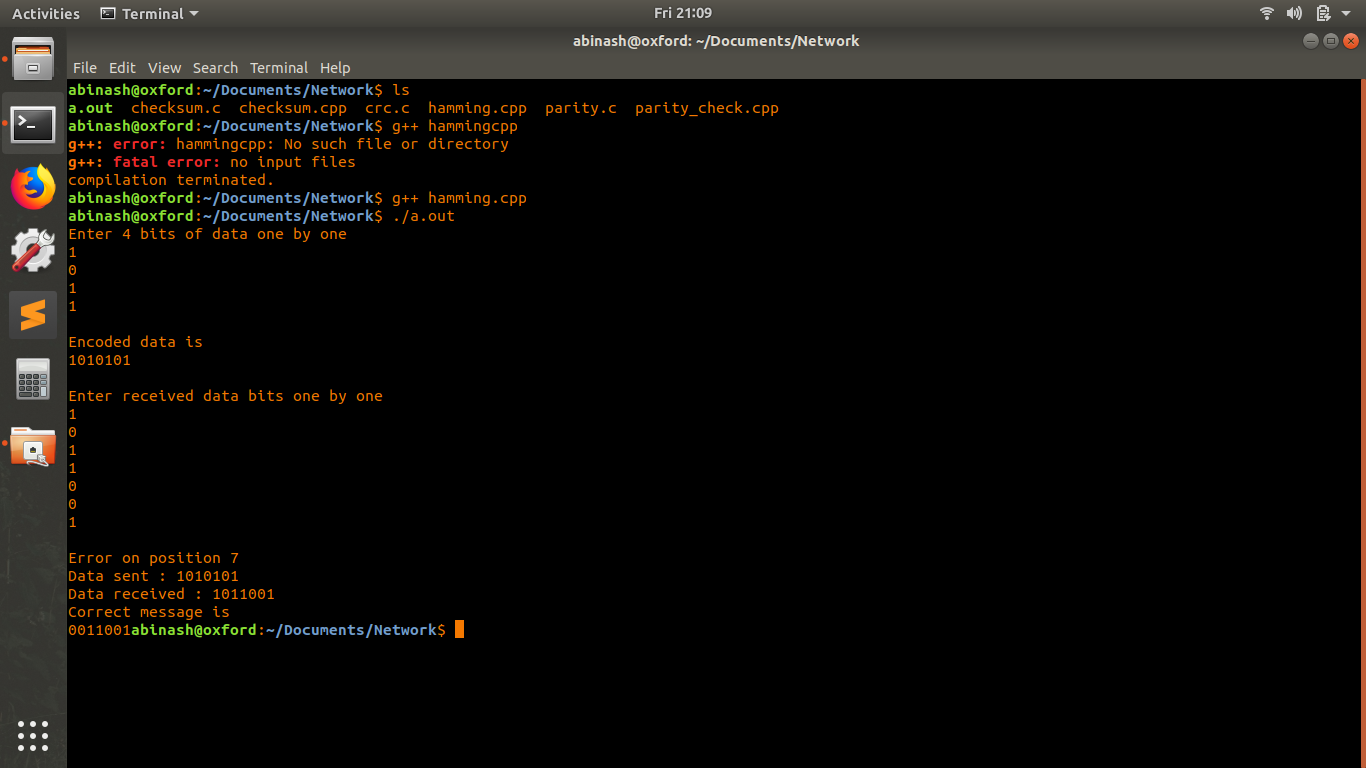 Activities Terminal Fri 21:09
abinash@oxford: ~/Documents/Network
File Edit View Search Terminal Help
abinash@oxford:~/Documents/Network$ ls
a.out checksum.c checksum.cpp crc.c hamming.cpp parity.c parity_check.cpp
abinash@oxford:~/Documents/Network$ g++ hammingcpp
g++: error: hammingcpp: No such file or directory
g++: fatal error: no input files
compilation terminated.
abinash@oxford:~/Documents/Network$ g++ hamming.cpp
abinash@oxford:~/Documents/Network$ ./a.out
Enter 4 bits of data one by one
1
0
1
1
Encoded data is
1010101
Enter received data bits one by one
1
0
1
1
0
0
1
Error on position 7
Data sent : 1010101
Data received : 1011001
Correct message is
0011001abinash@oxford:~/Documents/Network$